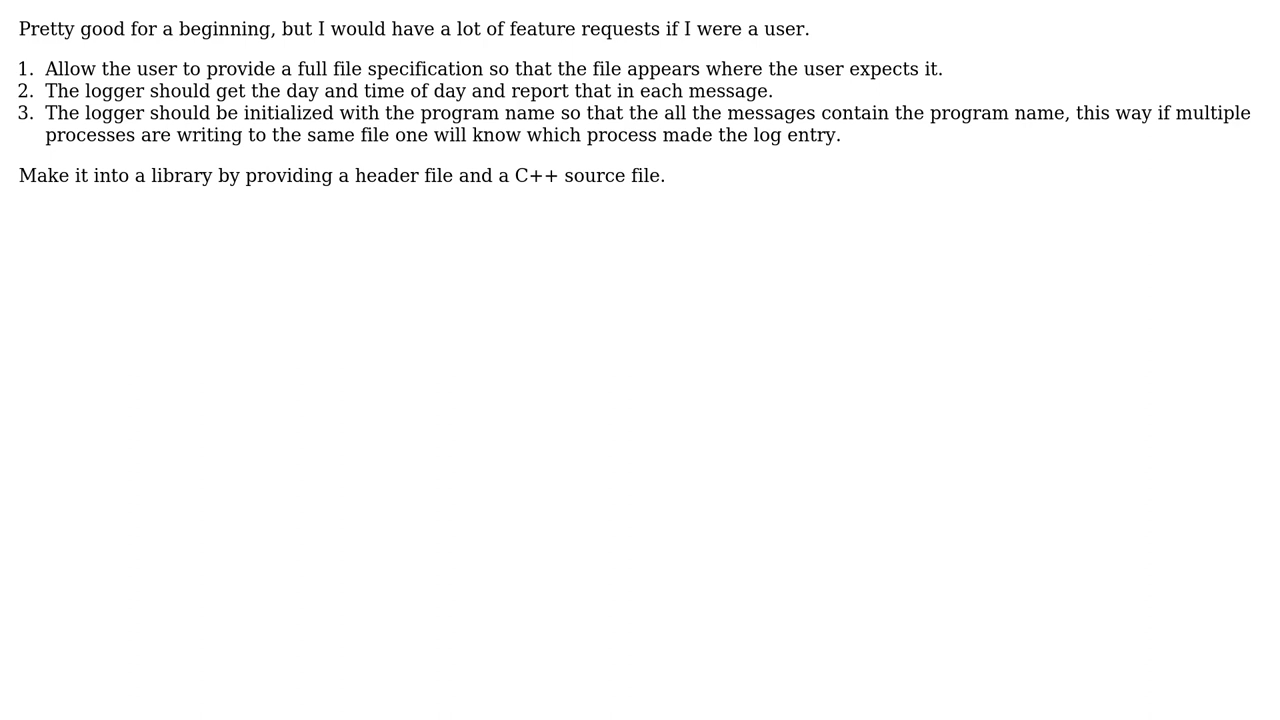 Pretty good for a beginning, but I would have a lot of feature requests if I were a user.
1. Allow the user to provide a full file specification so that the file appears where the user expects it.
2. The logger should get the day and time of day and report that in each message.
3. The logger should be initialized with the program name so that the all the messages contain the program name, this way if multiple
processes are writing to the same file one will know which process made the log entry.
Make it into a library by providing a header file and a C++ source file.